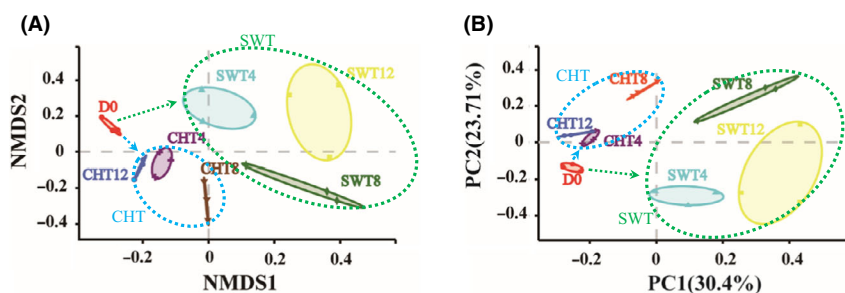 (A)
SWT
NMDS2
0.4
0.2
0
−0.2
−0.4
D0
SWT4
SWT12
CHT4
CHT12
CHT8
SWT8
CHT
−0.2
0
0.2
0.4
NMDS1
(B)
PC2(23.71%)
0.4
0.2
0
−0.2
−0.4
CHT
CHT8
SWT8
CHT12
CHT4
SWT12
D0
SWT4
SWT
−0.2
0
0.2
0.4
PC1(30.4%)